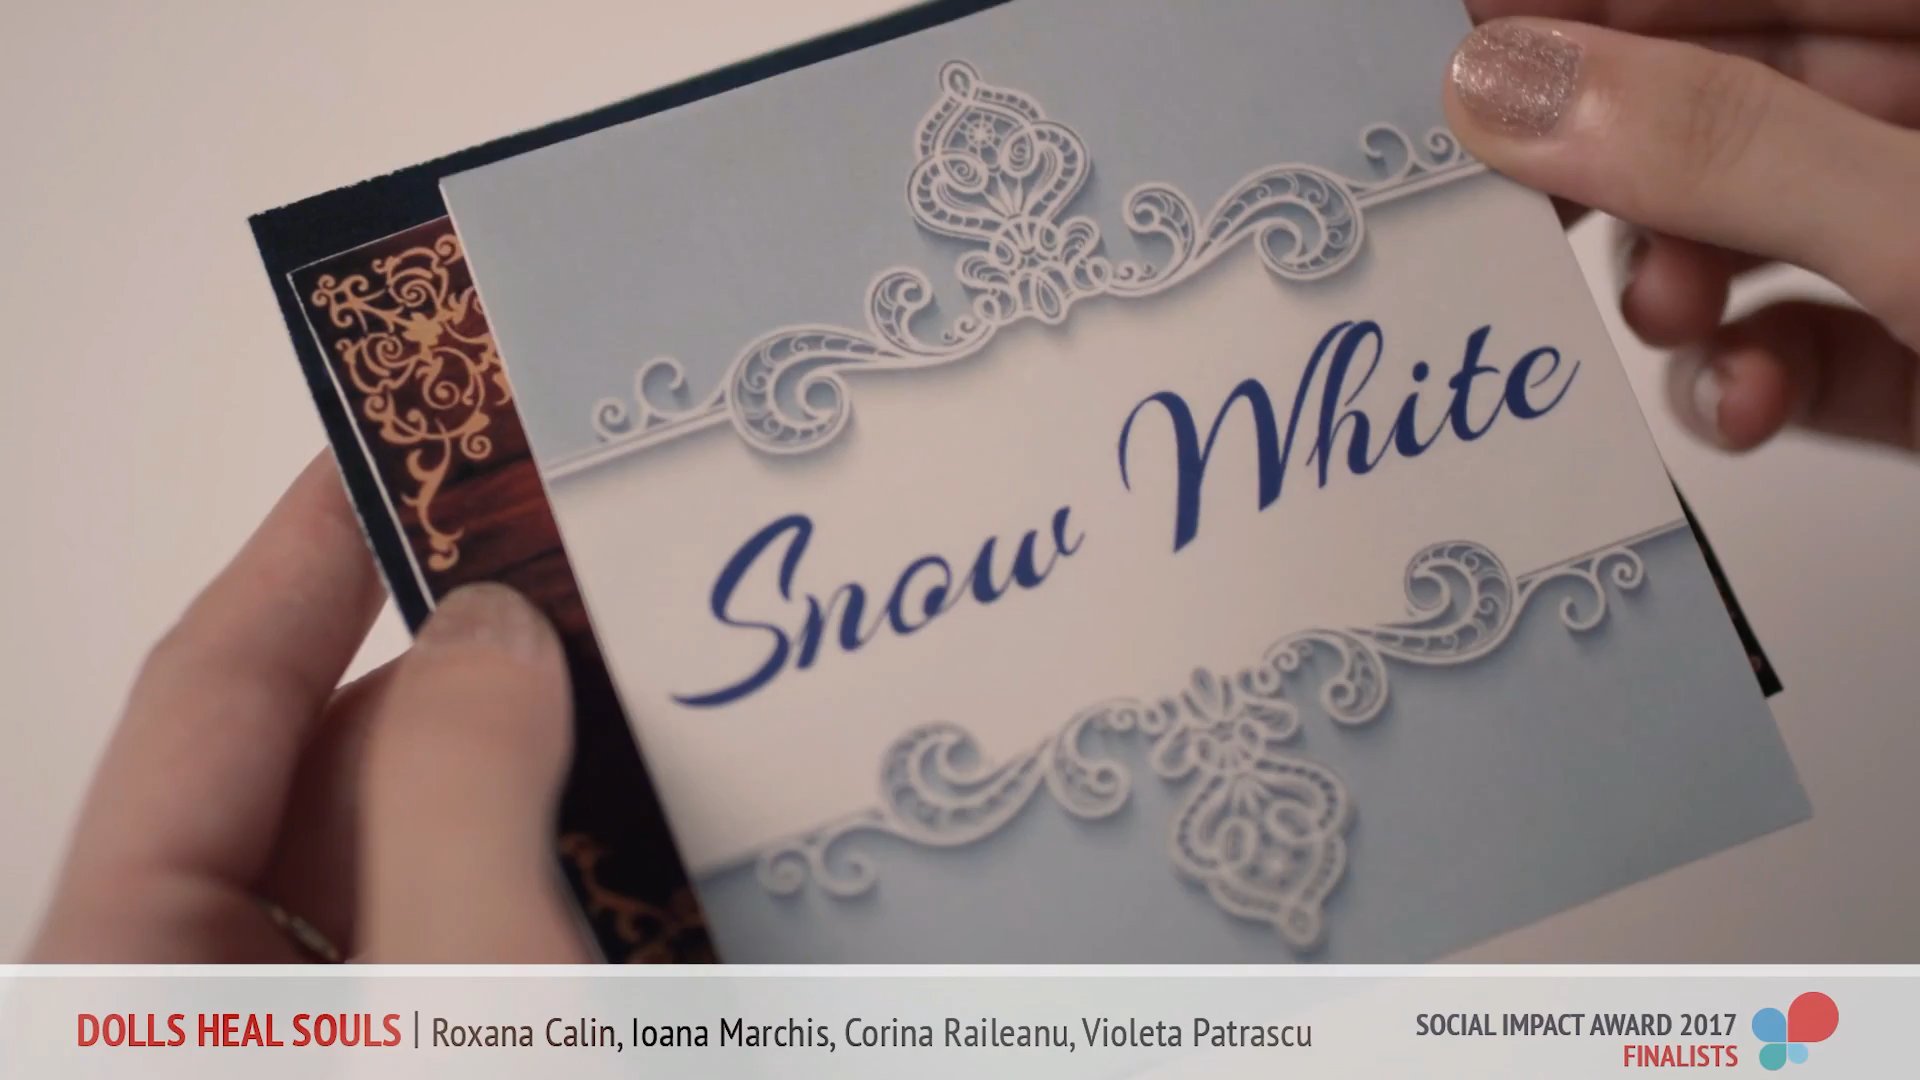 Snow White
DOLLS HEAL SOULS | Roxana Calin, Ioana Marchis, Corina Raileanu, Violeta Patrascu
SOCIAL IMPACT AWARD 2017
FINALISTS